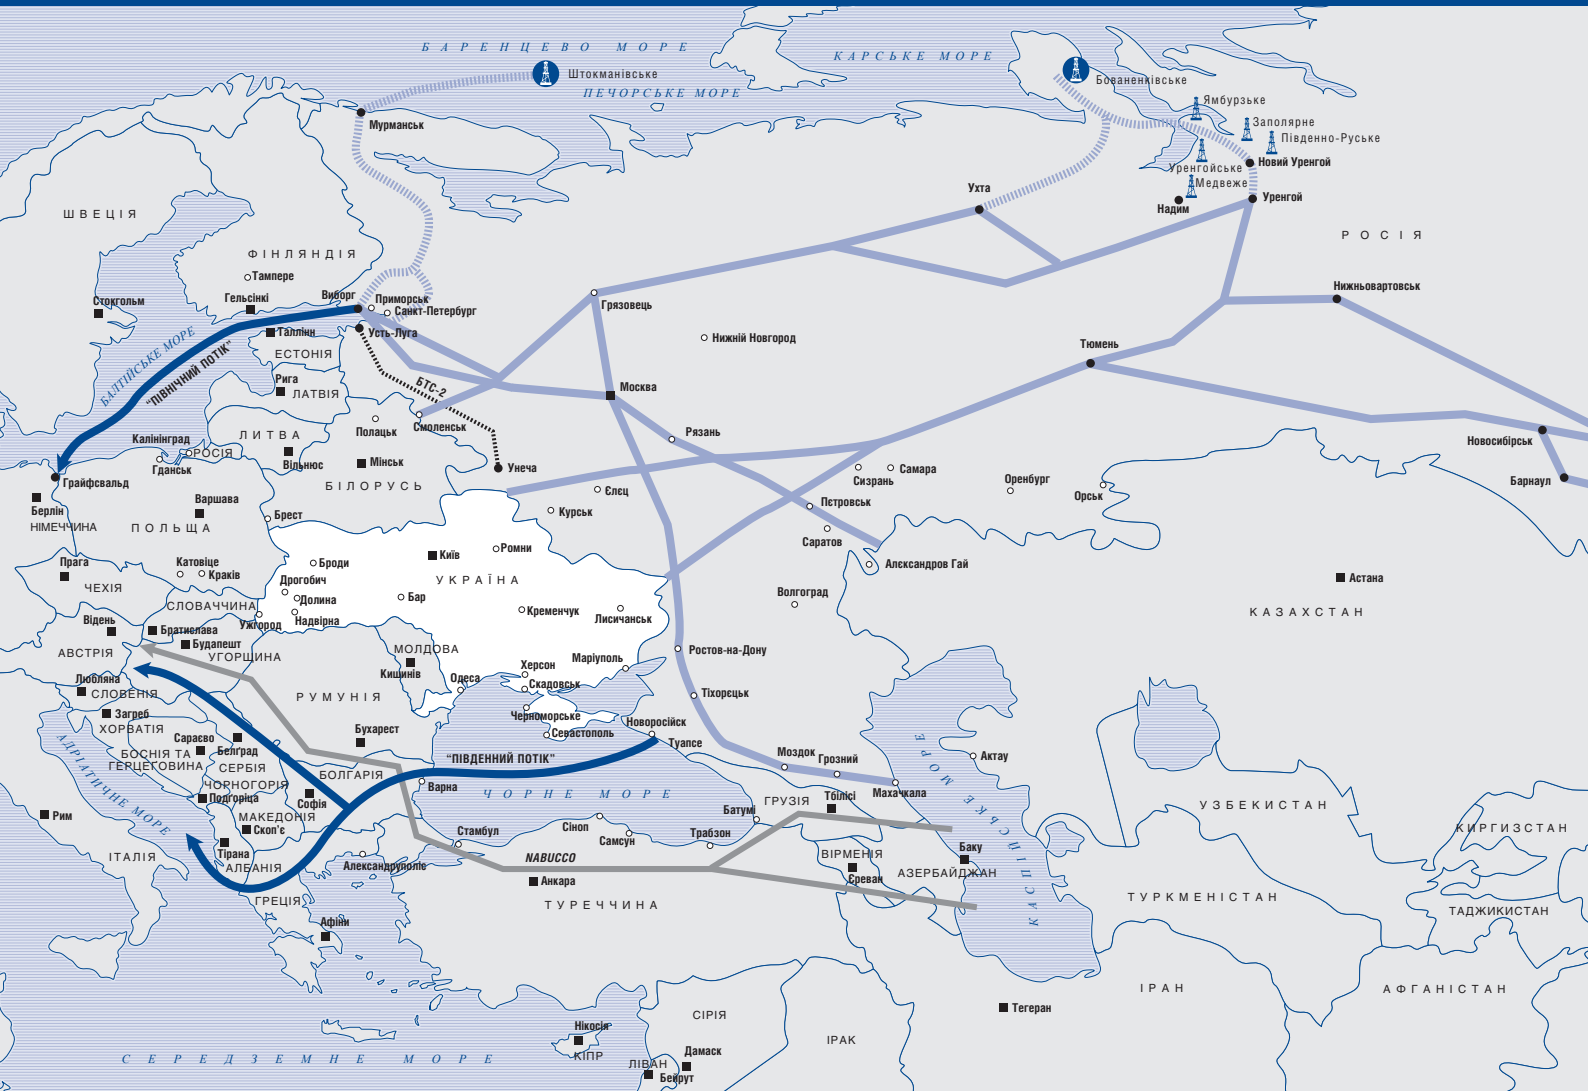 БАРЕНЦЕВО МОРЕ
КАРСЬКЕ МОРЕ
Штокманівське
Бованенківське
ПЕЧОРСЬКЕ МОРЕ
Ямбурзьке
Заполярне
Південно-Руське
Мурманськ
Новий Уренгой
Уренгойське
Медвеже
Ухта
Надим
Уренгой
ШВЕЦІЯ
РОСІЯ
ФІНЛЯНДІЯ
Тампере
Нижньовартовськ
Стокгольм
Гельсінкі
Виборг
Приморськ
Санкт-Петербург
Грязовець
Таллінн
Усть-Луга
Нижній Новгород
Тюмень
БАЛТІЙСЬКЕ МОРЕ
"ПІВНІЧНИЙ ПОТІК"
ЕСТОНІЯ
Рига
ЛАТВІЯ
БТС-2
Москва
Полацьк
Смоленськ
Рязань
Калінінград
ЛИТВА
РОСІЯ
Новосибірськ
Гданськ
Вільнюс
Мінськ
Унеча
Самара
Сизрань
Грайфсвальд
БІЛОРУСЬ
Єлєц
Оренбург
Орськ
Барнаул
Варшава
Берлін
Курськ
Пєтровськ
НІМЕЧЧИНА
ПОЛЬЩА
Брест
Саратов
Прага
Катовіце
Краків
Броди
Київ
Ромни
Алєксандров Гай
ЧЕХІЯ
Дрогобич
УКРАЇНА
Астана
СЛОВАЧЧИНА
Долина
Бар
Кременчук
Волгоград
КАЗАХСТАН
Відень
Ужгород
Надвірна
Лисичанськ
Братислава
Будапешт
АВСТРІЯ
УГОРЩИНА
МОЛДОВА
Ростов-на-Дону
Маріуполь
Любляна
Кишинів
Одеса
Херсон
Скадовськ
СЛОВЕНІЯ
РУМУНІЯ
Тіхорєцьк
Загреб
Черноморське
Новоросійск
ХОРВАТІЯ
Сараєво
Бєлград
Бухарест
Севастополь
Туапсе
АДРІАТИЧНЕ МОРЕ
БОСНІЯ ТА
ГЕРЦЕГОВИНА
СЕРБІЯ
БОЛГАРІЯ
"ПІВДЕННИЙ ПОТІК"
Моздок
Грозний
Актау
КАСПІЙСЬКЕ МОРЕ
ЧОРНОГОРІЯ
Подгоріца
Софія
Варна
ЧОРНЕ МОРЕ
Махачкала
Рим
МАКЕДОНІЯ
Скоп'є
Батумі
ГРУЗІЯ
Тбілісі
УЗБЕКИСТАН
Стамбул
Сіноп
Самсун
Трабзон
КИРГИЗСТАН
ІТАЛІЯ
Тірана
АЛБАНІЯ
Александруполіс
NABUCCO
ВІРМЕНІЯ
Баку
Анкара
Єреван
АЗЕРБАЙДЖАН
ГРЕЦІЯ
ТУРЕЧЧИНА
ТУРКМЕНІСТАН
ТАДЖИКИСТАН
Афіни
ІРАН
АФГАНІСТАН
Тегеран
СІРІЯ
Нікосія
КІПР
ІРАК
СЕРЕДЗЕМНЕ МОРЕ
ЛІВАН
Дамаск
Бейрут